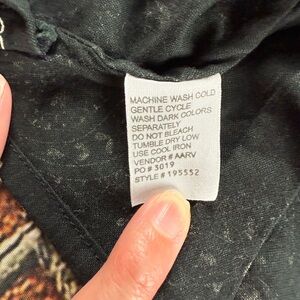 MACHINE WASH COLD
GENTLE CYCLE
WASH DARK COLORS
SEPARATELY
DO NOT BLEACH
TUMBLE DRY LOW
USE COOL IRON
VENDOR # AARV
PO # 3019
STYLE # 195552